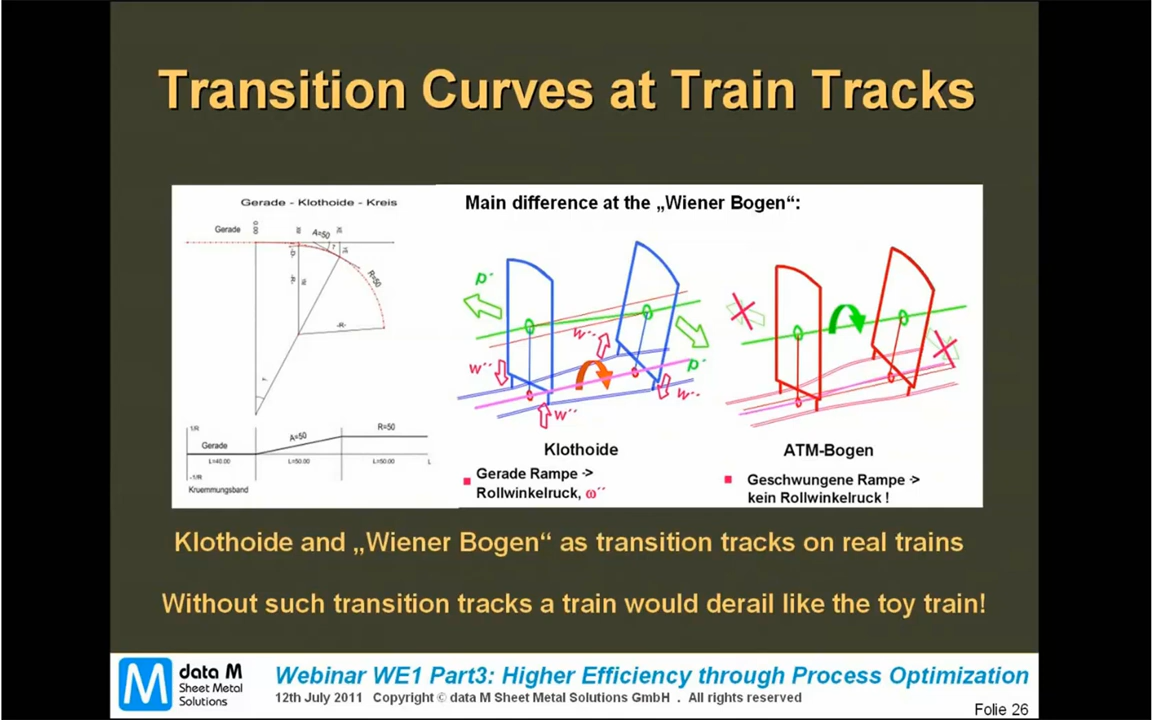 Transition Curves at Train Tracks
Gerade - Klothoide - Kreis
Gerade
A=50
R=50
-R-
1/R
Gerade
A=50
R=50
L=40.00
L=50.00
L=50.00
L
-1/R
Kruemmungsband
Main difference at the „Wiener Bogen“:
p´
w´´
w´´
w´´
w´´
p´
Klothoide
Gerade Rampe ->
Rollwinkelruck, ω´´
ATM-Bogen
Geschwungene Rampe ->
kein Rollwinkelruck !
Klothoide and „Wiener Bogen“ as transition tracks on real trains
Without such transition tracks a train would derail like the toy train!
M
data M
Sheet Metal
Solutions
Webinar WE1 Part3: Higher Efficiency through Process Optimization
12th July 2011 Copyright © data M Sheet Metal Solutions GmbH . All rights reserved
Folie 26